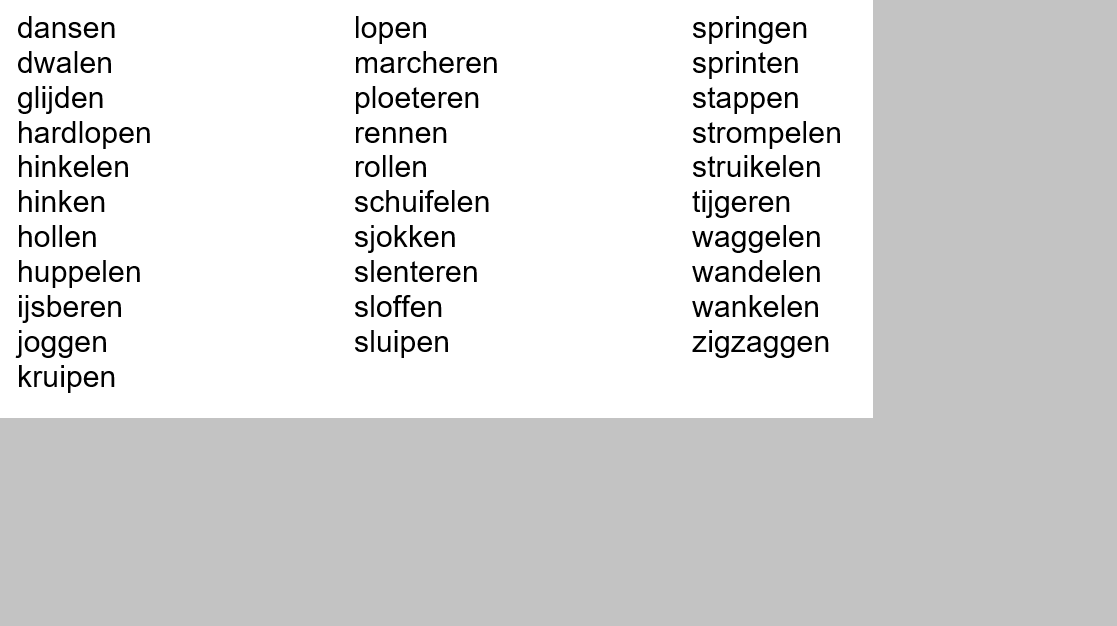 dansen
dwalen
glijden
hardlopen
hinkelen
hinken
hollen
huppelen
ijsberen
joggen
kruipen
lopen
marcheren
ploeteren
rennen
rollen
schuifelen
sjokken
slenteren
sloffen
sluipen
springen
sprinten
stappen
strompelen
struikelen
tijgeren
waggelen
wandelen
wankelen
zigzaggen